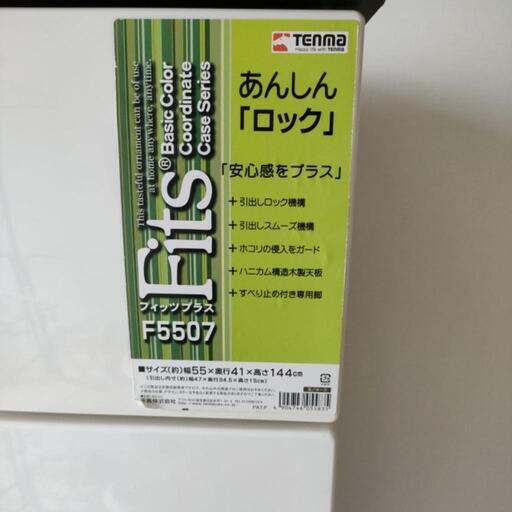 TENMA
Happy life with TENMA
This tasteful ornament can be of use
at home anywhere, anytime.
Fits®
Basic Color
Coordinate
Case Series
フィッツプラス
F5507
あんしん
「ロック」
「安心感をプラス」
+引出しロック機構
+引出しスムーズ機構
+ホコリの侵入をガード
+ハニカム構造木製天板
+すべり止め付き専用脚
■サイズ(約)幅55×奥行41×高さ144cm
(引出し内寸(約)幅47×奥行34.5×高さ15cm)
PAT.P
4 904746 055831